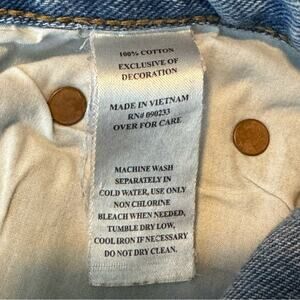 100% COTTON
EXCLUSIVE OF
DECORATION
MADE IN VIETNAM
RN# 090233
OVER FOR CARE
MACHINE WASH
SEPARATELY IN
COLD WATER, USE ONLY
NON CHLORINE
BLEACH WHEN NEEDED,
TUMBLE DRY LOW,
COOL IRON IF NECESSARY
DO NOT DRY CLEAN.